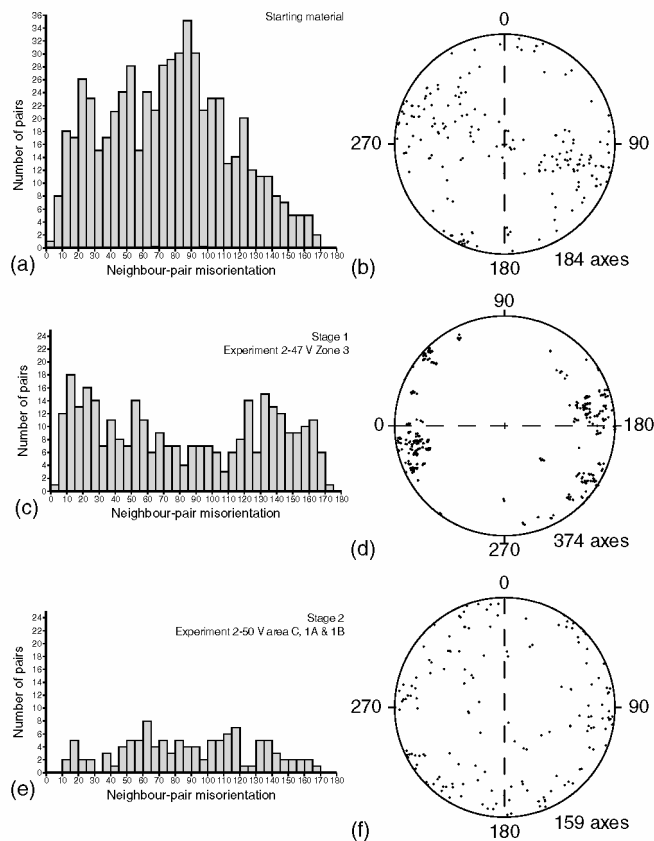 Starting material
36
34
32
30
28
26
24
22
20
18
16
14
12
10
8
6
4
2
0
Number of pairs
0 10 20 30 40 50 60 70 80 90 100 110 120 130 140 150 160 170 180
Neighbour-pair misorientation
(a)
0
270
90
180
(b)
184 axes
Stage 1
Experiment 2-47 V Zone 3
24
22
20
18
16
14
12
10
8
6
4
2
0
Number of pairs
0 10 20 30 40 50 60 70 80 90 100 110 120 130 140 150 160 170 180
Neighbour-pair misorientation
(c)
90
0
180
270
(d)
374 axes
Stage 2
Experiment 2-50 V area C, 1A & 1B
24
22
20
18
16
14
12
10
8
6
4
2
0
Number of pairs
0 10 20 30 40 50 60 70 80 90 100 110 120 130 140 150 160 170 180
Neighbour-pair misorientation
(e)
0
270
90
180
(f)
159 axes